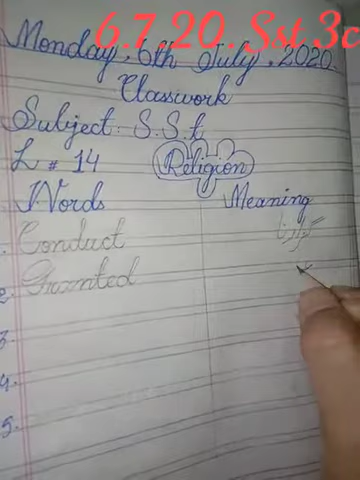 6.7.20.Sst 3c
Monday, 6th July, 2020.
Classwork
Subject: S.S.t
L # 14 Religion
Words Meaning
1. Conduct گزارنا
2. Granted
3.
4.
5.